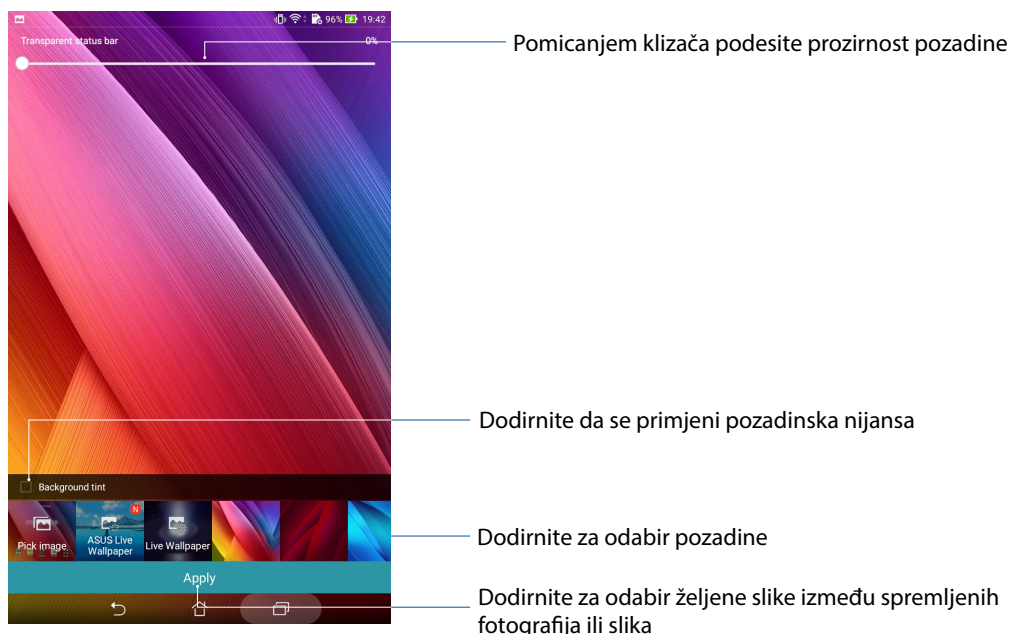 96% 19:42
Transparent status bar 0%
Pomicanjem klizača podesite prozirnost pozadine
Dodirnite da se primjeni pozadinska nijansa
Background tint
N
Pick image
ASUS Live
Wallpaper
Live Wallpaper
Dodirnite za odabir pozadine
Apply
Dodirnite za odabir željene slike između spremljenih
fotografija ili slika